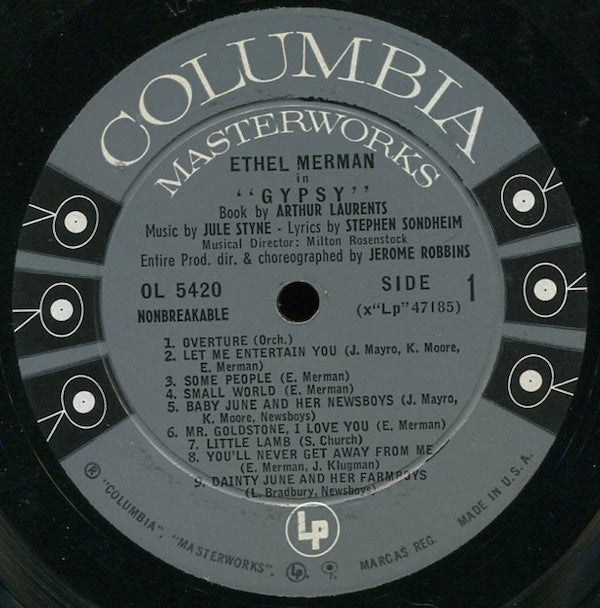 COLUMBIA
MASTERWORKS
ETHEL MERMAN
in
"GYPSY"
Book by ARTHUR LAURENTS
Music by JULE STYNE - Lyrics by STEPHEN SONDHEIM
Musical Director: Milton Rosenstock
Entire Prod. dir. & choreographed by JEROME ROBBINS
OL 5420
NONBREAKABLE
SIDE 1
(x"Lp" 47185)
1. OVERTURE (Orch.)
2. LET ME ENTERTAIN YOU (J. Mayro, K. Moore,
E. Merman)
3. SOME PEOPLE (E. Merman)
4. SMALL WORLD (E. Merman)
5. BABY JUNE AND HER NEWSBOYS (J. Mayro,
K. Moore, Newsboys)
6. MR. GOLDSTONE, I LOVE YOU (E. Merman)
7. LITTLE LAMB (S. Church)
8. YOU'LL NEVER GET AWAY FROM ME
(E. Merman, J. Klugman)
9. DAINTY JUNE AND HER FARMBOYS
(L. Bradbury, Newsboys)
LP
® "COLUMBIA", "MASTERWORKS", LP. MARCAS REG. MADE IN U.S.A.